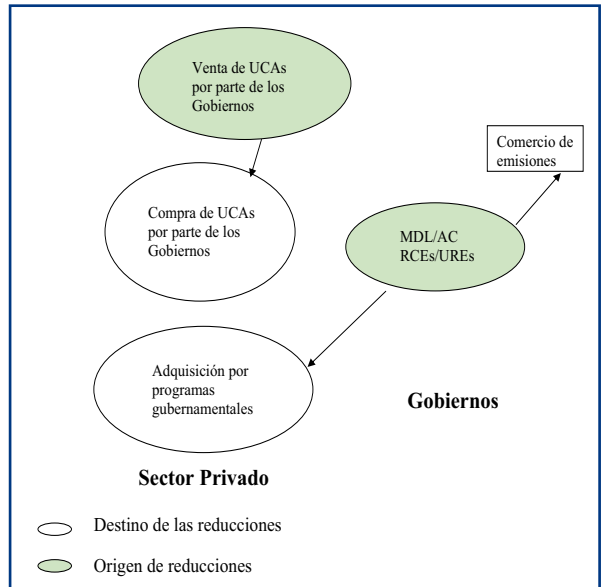 Venta de UCAs
por parte de los
Gobiernos
Comercio de
emisiones
Compra de UCAs
por parte de los
Gobiernos
MDL/AC
RCEs/UREs
Adquisición por
programas
gubernamentales
Gobiernos
Sector Privado
Destino de las reducciones
Origen de reducciones